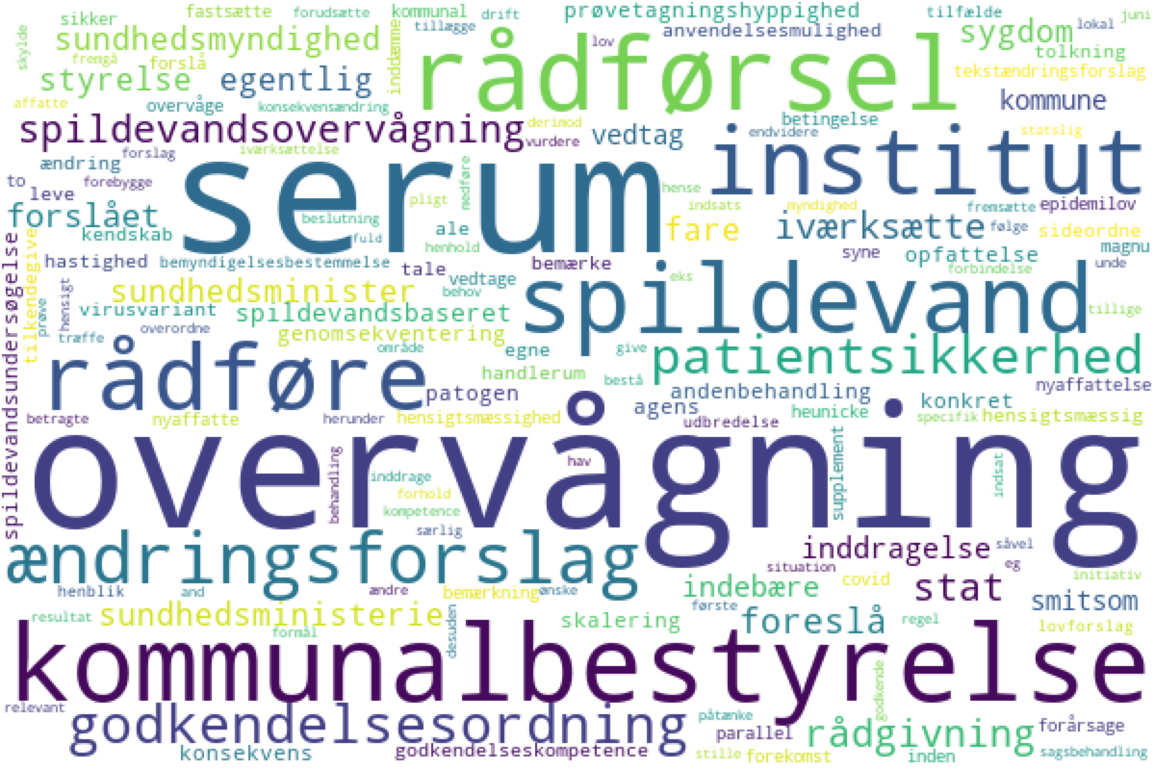 sikker fastsætte forudsætte kommunal drift prøvetagningshyppighed tilfælde lokal juni
skylde fremgå sundhedsmyndighed forslå inddæmme tillægge lov anvendelsesmulighed sygdom tolkning
styrelse egentlig rådførsel tekstændringsforslag
affatte overvåge konsekvensændring kommune
spildevandsovervågning derimod vurdere vedtag betingelse endvidere statslig
ændring forslag iværksættelse medføre serum institut
to leve forebygge pligt hense indsats myndighed fremsætte epidemilov
forslået beslutning ale fare iværksætte følge sideordne
kendskab fuld henhold syne opfattelse magnu
hastighed bemyndigelsesbestemmelse tale vedtage bemærke eks forbindelse unde
spildevandsundersøgelse tilkendegive prøve hensigt sundhedsminister behov spildevand
virusvariant spildevandsbaseret tillige
træffe overordne genomsekventering
rådføre område egne give patientsikkerhed
handlerum bestå
patogen andenbehandling konkret nyaffattelse
betragte nyaffatte herunder hensigtsmæssighed agens udbredelse heunicke specifik hensigtsmæssig
overvågning
behandling inddrage hav supplement indsat
forhold
kompetence
særlig
ændringsforslag inddragelse såvel
situation eg
henblik and ændre bemærkning ønske indebære covid stat initiativ
resultat sundhedsministerie desuden skalering første foreslå regel smitsom
formål lovforslag
kommunalbestyrelse godkende
relevant godkendelsesordning påtænke parallel rådgivning forårsage
konsekvens godkendelseskompetence stille forekomst inden sagsbehandling